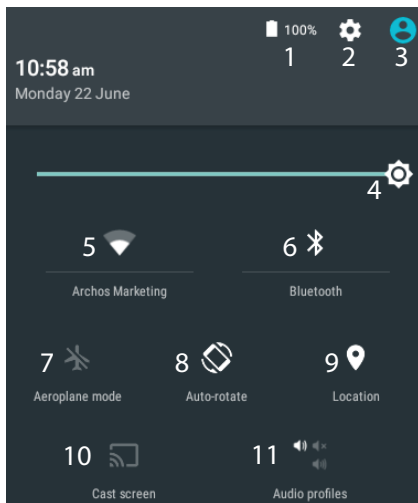 100%
1 2 3
10:58 am
Monday 22 June
4
5 6
Archos Marketing Bluetooth
7 8 9
Aeroplane mode Auto-rotate Location
10 11
Cast screen Audio profiles